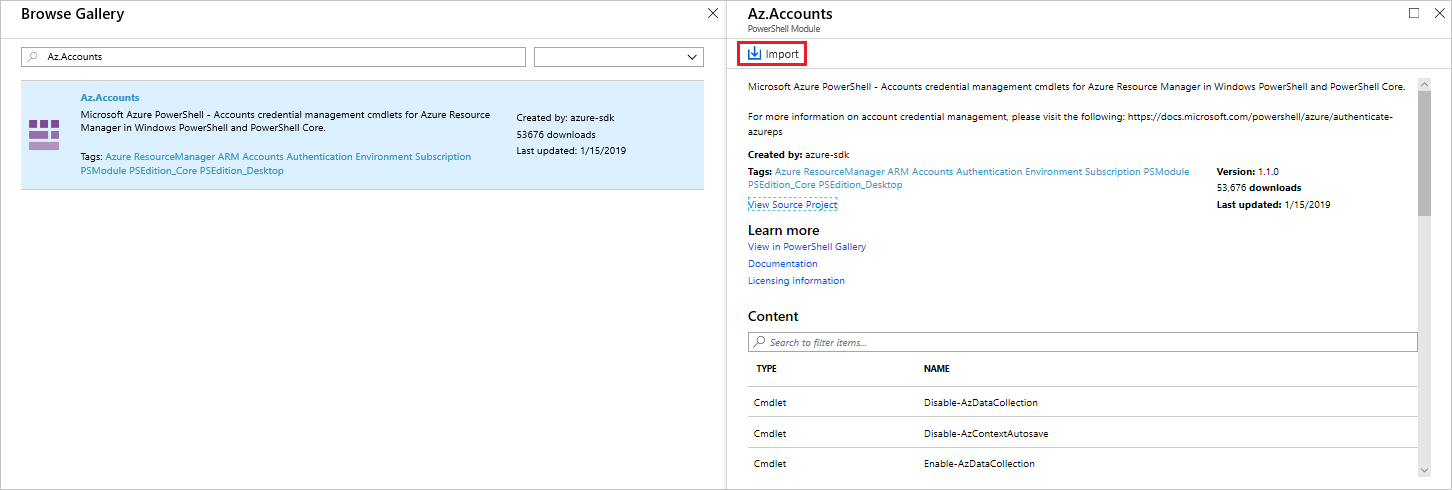 Browse Gallery
Az.Accounts
Az.Accounts
Microsoft Azure PowerShell - Accounts credential management cmdlets for Azure Resource
Manager in Windows PowerShell and PowerShell Core.
Tags: Azure ResourceManager ARM Accounts Authentication Environment Subscription
PSModule PSEdition_Core PSEdition_Desktop
Created by: azure-sdk
53676 downloads
Last updated: 1/15/2019
Az.Accounts
PowerShell Module
Import
Microsoft Azure PowerShell - Accounts credential management cmdlets for Azure Resource Manager in Windows PowerShell and PowerShell Core.
For more information on account credential management, please visit the following: https://docs.microsoft.com/powershell/azure/authenticate-
azureps
Created by: azure-sdk
Tags: Azure ResourceManager ARM Accounts Authentication Environment Subscription PSModule
PSEdition_Core PSEdition_Desktop
View Source Project
Version: 1.1.0
53,676 downloads
Last updated: 1/15/2019
Learn more
View in PowerShell Gallery
Documentation
Licensing information
Content
Search to filter items...
TYPE NAME
Cmdlet Disable-AzDataCollection
Cmdlet Disable-AzContextAutosave
Cmdlet Enable-AzDataCollection